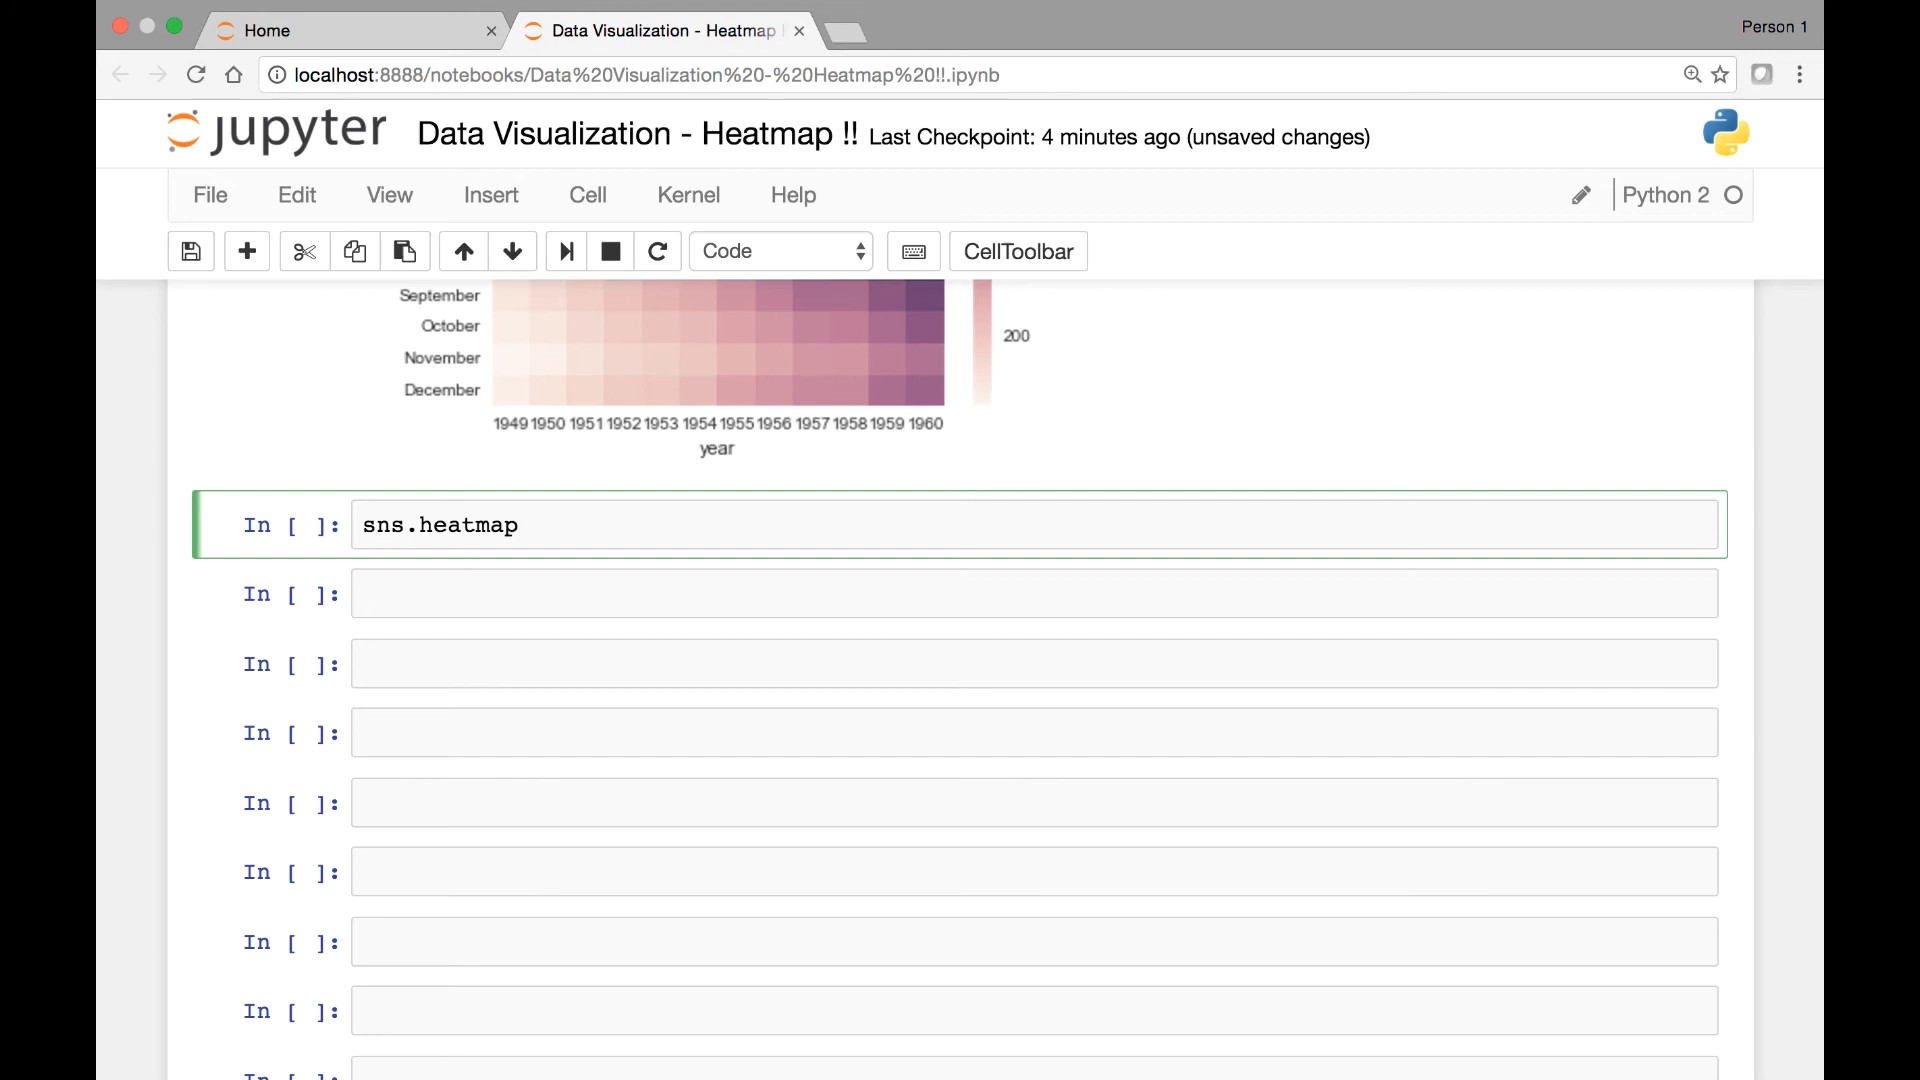 Home
Data Visualization - Heatmap
Person 1
localhost:8888/notebooks/Data%20Visualization%20-%20Heatmap%20!!.ipynb
jupyter Data Visualization - Heatmap !! Last Checkpoint: 4 minutes ago (unsaved changes)
File Edit View Insert Cell Kernel Help Python 2
Code CellToolbar
September
October
November
December
200
1949 1950 1951 1952 1953 1954 1955 1956 1957 1958 1959 1960
year
In [ ]: sns.heatmap
In [ ]:
In [ ]:
In [ ]:
In [ ]:
In [ ]:
In [ ]:
In [ ]:
In [ ]: